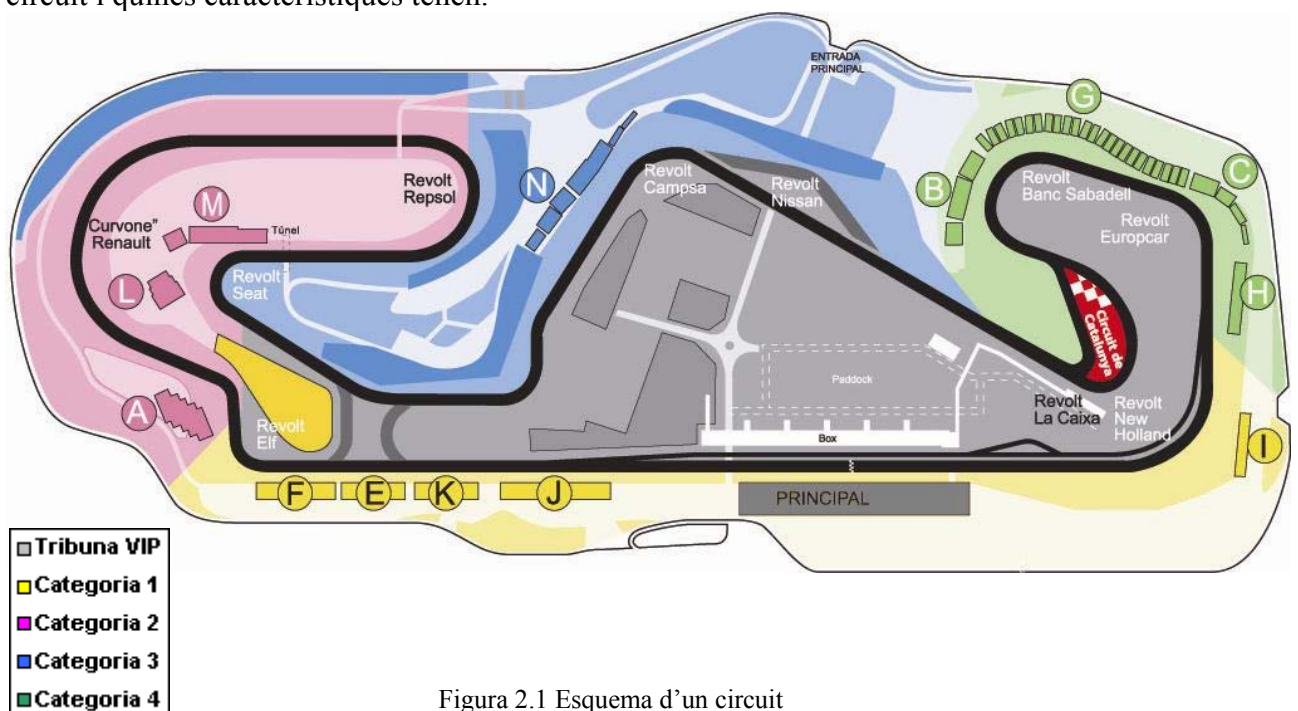 circuit i quines característiques tenen.
ENTRADA
PRINCIPAL
G
Revolt
Campsa
Revolt
Nissan
Revolt
Repsol
N
B
C
Revolt
Banc Sabadell
Revolt
Europcar
M
Curvone"
Renault
Túnel
L
Revolt
Seat
H
Circuit de
Catalunya
A
Revolt
Elf
Paddock
Box
Revolt
La Caixa
Revolt
New
Holland
I
F
E
K
J
PRINCIPAL
Tribuna VIP
Categoria 1
Categoria 2
Categoria 3
Categoria 4
Figura 2.1 Esquema d’un circuit